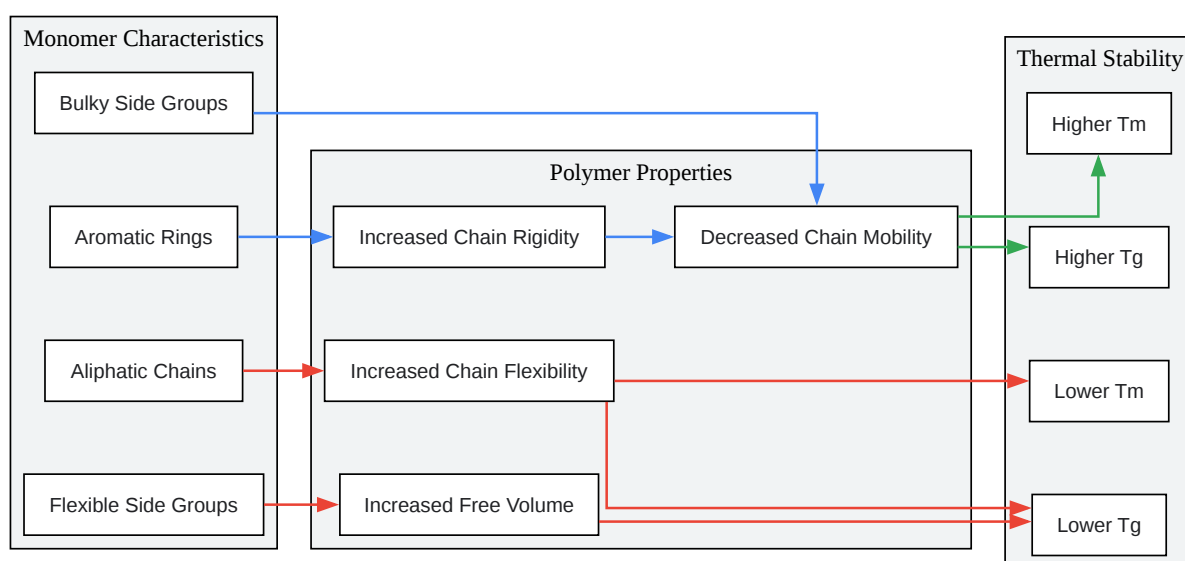 Monomer Characteristics
Bulky Side Groups
Aromatic Rings
Aliphatic Chains
Flexible Side Groups
Polymer Properties
Increased Chain Rigidity
Decreased Chain Mobility
Increased Chain Flexibility
Increased Free Volume
Thermal Stability
Higher Tm
Higher Tg
Lower Tm
Lower Tg